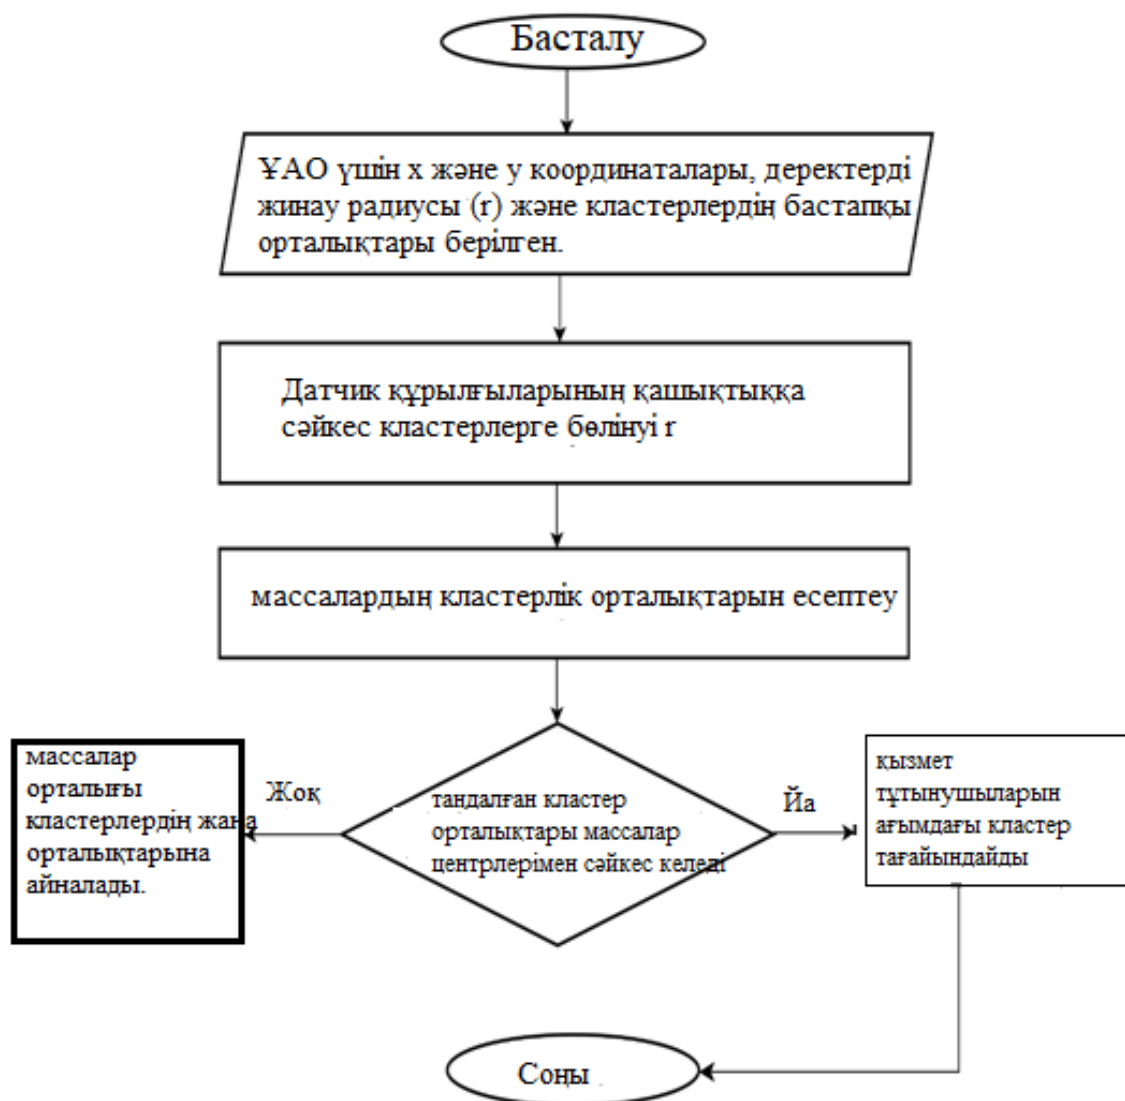 Басталу
ҰАО үшін х және у координаталары, деректерді
жинау радиусы (r) және кластерлердің бастапқы
орталықтары берілген.
Датчик құрылғыларының қашықтыққа
сәйкес кластерлерге бөлінуі r
массалардың кластерлік орталықтарын есептеу
массалар
орталығы
кластерлердің жаңа
орталықтарына
айналады.
Жоқ
таңдалған кластер
орталықтары массалар
центрлерімен сәйкес келеді
Йа
қызмет
тұтынушыларын
ағымдағы кластер
тағайындайды
Соңы